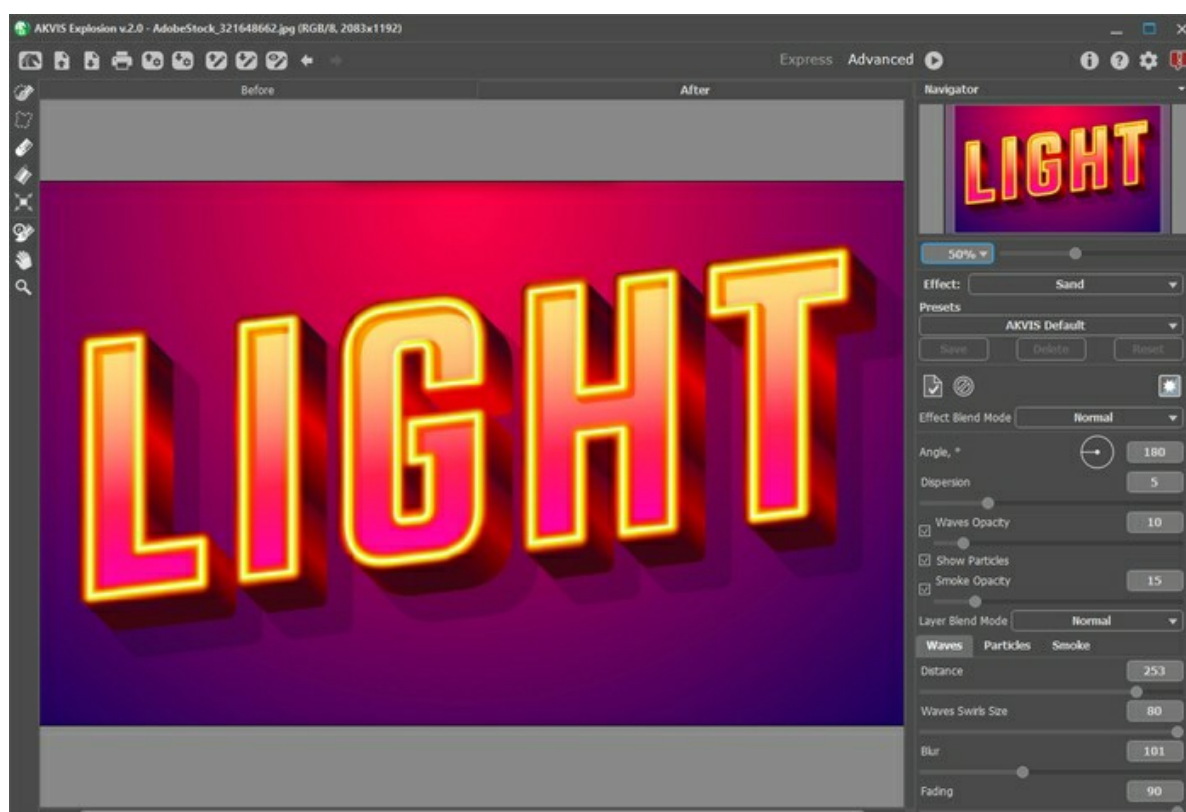 AKVIS Explosion v.2.0 - AdobeStock_321648662.jpg (RGB/8, 2083x1192)
Express Advanced
Before After
Navigator
LIGHT
LIGHT
50%
Effect: Sand
Presets
AKVIS Default
Save Delete Reset
Effect Blend Mode Normal
Angle, ° 180
Dispersion 5
Waves Opacity 10
Show Particles
Smoke Opacity 15
Layer Blend Mode Normal
Waves Particles Smoke
Distance 253
Waves Swirls Size 80
Blur 101
Fading 90